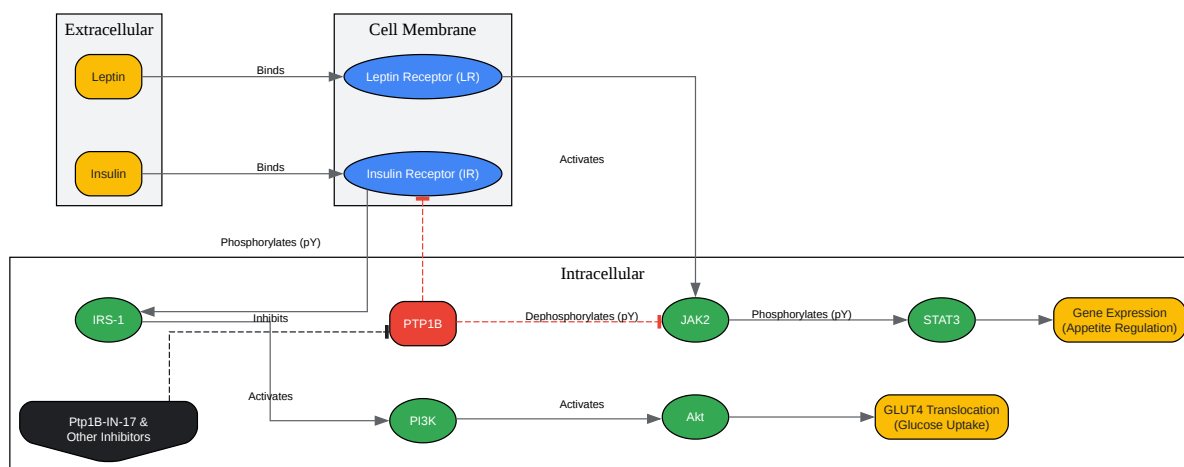 Extracellular
Cell Membrane
Leptin
Binds
Leptin Receptor (LR)
Insulin
Binds
Insulin Receptor (IR)
Activates
Phosphorylates (pY)
Intracellular
IRS-1
Inhibits
PTP1B
Dephosphorylates (pY)
JAK2
Phosphorylates (pY)
STAT3
Gene Expression
(Appetite Regulation)
Activates
Ptp1B-IN-17 &
Other Inhibitors
PI3K
Activates
Akt
GLUT4 Translocation
(Glucose Uptake)